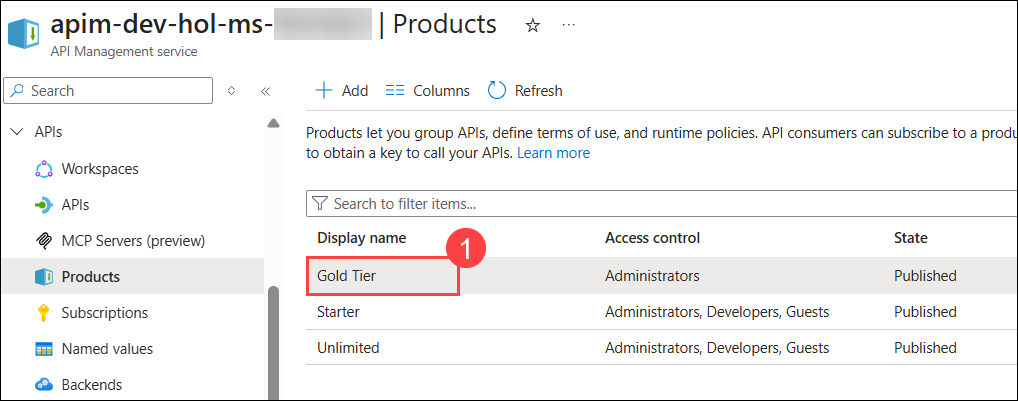 apim-dev-hol-ms- | Products
API Management service
Search
Add Columns Refresh
APIs
Workspaces
APIs
MCP Servers (preview)
Products
Subscriptions
Named values
Backends
Products let you group APIs, define terms of use, and runtime policies. API consumers can subscribe to a produ
to obtain a key to call your APIs. Learn more
Search to filter items...
Display name Access control State
1
Gold Tier Administrators Published
Starter Administrators, Developers, Guests Published
Unlimited Administrators, Developers, Guests Published